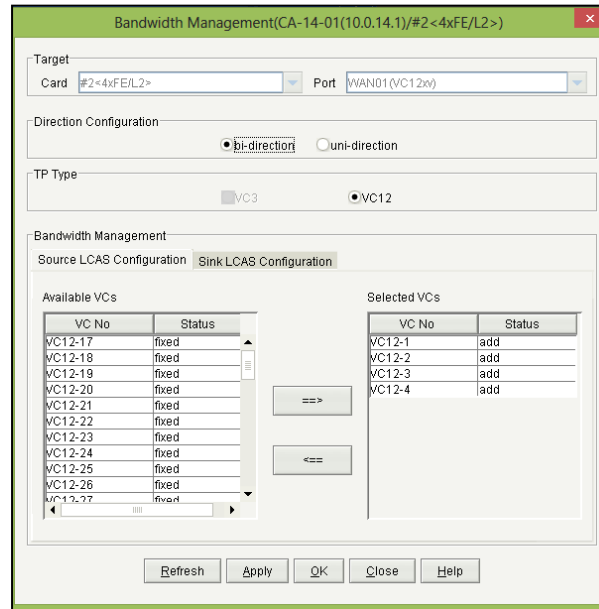 Bandwidth Management(CA-14-01(10.0.14.1)/#2<4xFE/L2>)
Target
Card #2<4xFE/L2> Port WAN01(VC12xv)
Direction Configuration
bi-direction uni-direction
TP Type
VC3 VC12
Bandwidth Management
Source LCAS Configuration Sink LCAS Configuration
Available VCs Selected VCs
VC No Status VC No Status
VC12-17 fixed VC12-1 add
VC12-18 fixed VC12-2 add
VC12-19 fixed VC12-3 add
VC12-20 fixed VC12-4 add
VC12-21 fixed
==>
VC12-22 fixed
VC12-23 fixed
VC12-24 fixed
VC12-25 fixed
<==
VC12-26 fixed
VC12-27 fixed
Refresh Apply OK Close Help